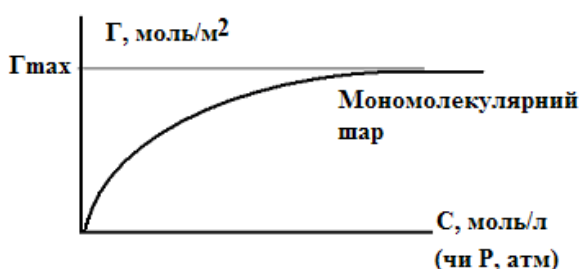 Г, моль/м2
Гmax
Мономолекулярний
шар
С, моль/л
(чи Р, атм)